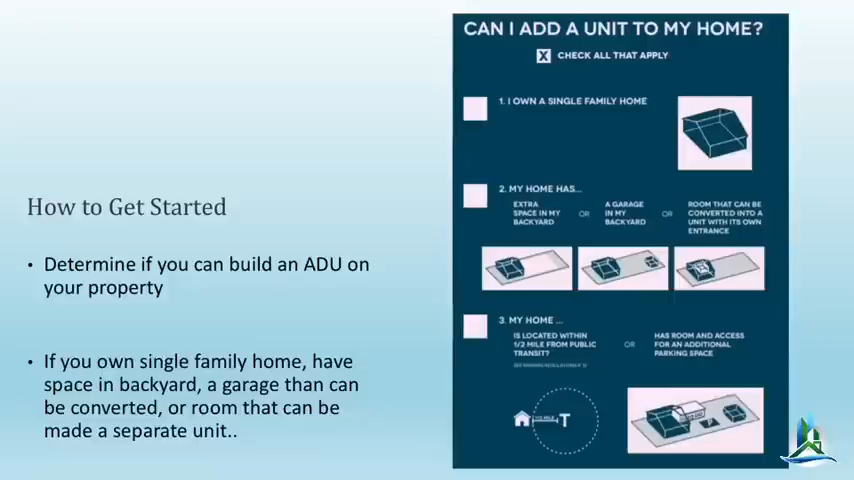 How to Get Started
• Determine if you can build an ADU on
your property
• If you own single family home, have
space in backyard, a garage than can
be converted, or room that can be
made a separate unit..
CAN I ADD A UNIT TO MY HOME?
X CHECK ALL THAT APPLY
1. I OWN A SINGLE FAMILY HOME
2. MY HOME HAS...
EXTRA
SPACE IN MY
BACKYARD
OR
A GARAGE
IN MY
BACKYARD
OR
ROOM THAT CAN BE
CONVERTED INTO A
UNIT WITH ITS OWN
ENTRANCE
3. MY HOME ...
IS LOCATED WITHIN
1/2 MILE FROM PUBLIC
TRANSIT?
OR
HAS ROOM AND ACCESS
FOR AN ADDITIONAL
PARKING SPACE
1/2 MILE
T
P